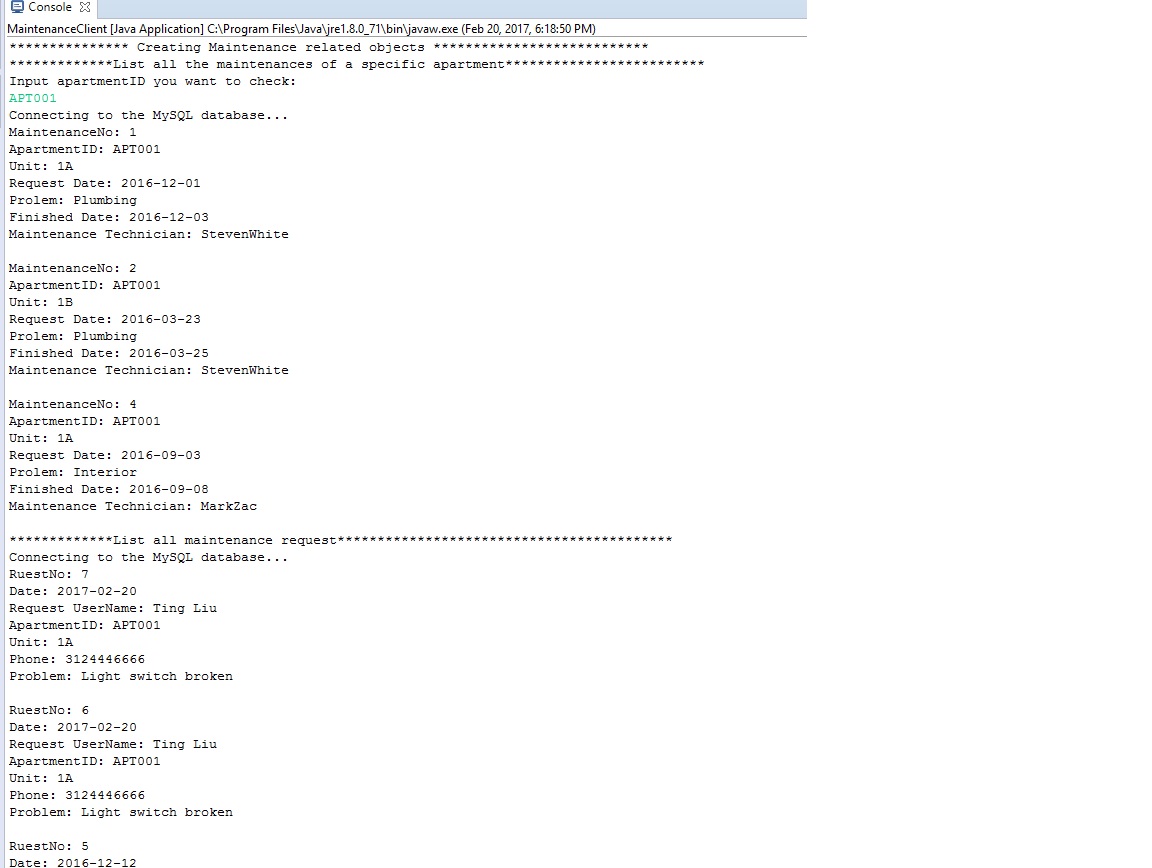 Console
MaintenanceClient [Java Application] C:\Program Files\Java\jre1.8.0_71\bin\javaw.exe (Feb 20, 2017, 6:18:50 PM)
*************** Creating Maintenance related objects ***************************
*************List all the maintenances of a specific apartment*************************
Input apartmentID you want to check:
APT001
Connecting to the MySQL database...
MaintenanceNo: 1
ApartmentID: APT001
Unit: 1A
Request Date: 2016-12-01
Prolem: Plumbing
Finished Date: 2016-12-03
Maintenance Technician: StevenWhite
MaintenanceNo: 2
ApartmentID: APT001
Unit: 1B
Request Date: 2016-03-23
Prolem: Plumbing
Finished Date: 2016-03-25
Maintenance Technician: StevenWhite
MaintenanceNo: 4
ApartmentID: APT001
Unit: 1A
Request Date: 2016-09-03
Prolem: Interior
Finished Date: 2016-09-08
Maintenance Technician: MarkZac
*************List all maintenance request******************************************
Connecting to the MySQL database...
RuestNo: 7
Date: 2017-02-20
Request UserName: Ting Liu
ApartmentID: APT001
Unit: 1A
Phone: 3124446666
Problem: Light switch broken
RuestNo: 6
Date: 2017-02-20
Request UserName: Ting Liu
ApartmentID: APT001
Unit: 1A
Phone: 3124446666
Problem: Light switch broken
RuestNo: 5
Date: 2016-12-12